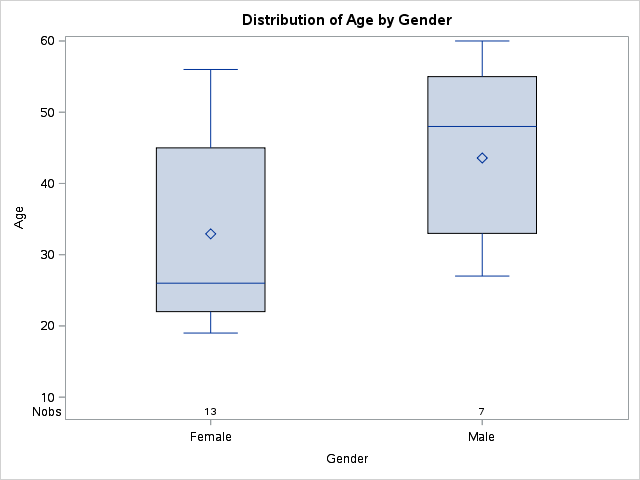 Distribution of Age by Gender
60
50
40
30
20
10
Age
Nobs 13 7
Female Male
Gender